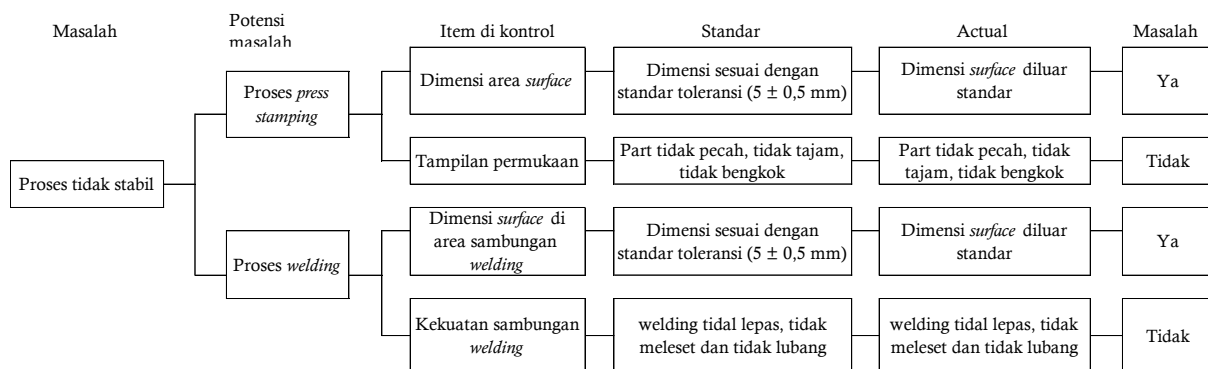 Masalah
Potensi
masalah
Item di kontrol
Standar
Actual
Masalah
Proses tidak stabil
Proses press
stamping
Dimensi area surface
Dimensi sesuai dengan
standar toleransi (5 ± 0,5 mm)
Dimensi surface diluar
standar
Ya
Tampilan permukaan
Part tidak pecah, tidak tajam,
tidak bengkok
Part tidak pecah, tidak
tajam, tidak bengkok
Tidak
Proses welding
Dimensi surface di
area sambungan
welding
Dimensi sesuai dengan
standar toleransi (5 ± 0,5 mm)
Dimensi surface diluar
standar
Ya
Kekuatan sambungan
welding
welding tidal lepas, tidak
meleset dan tidak lubang
welding tidal lepas, tidak
meleset dan tidak lubang
Tidak